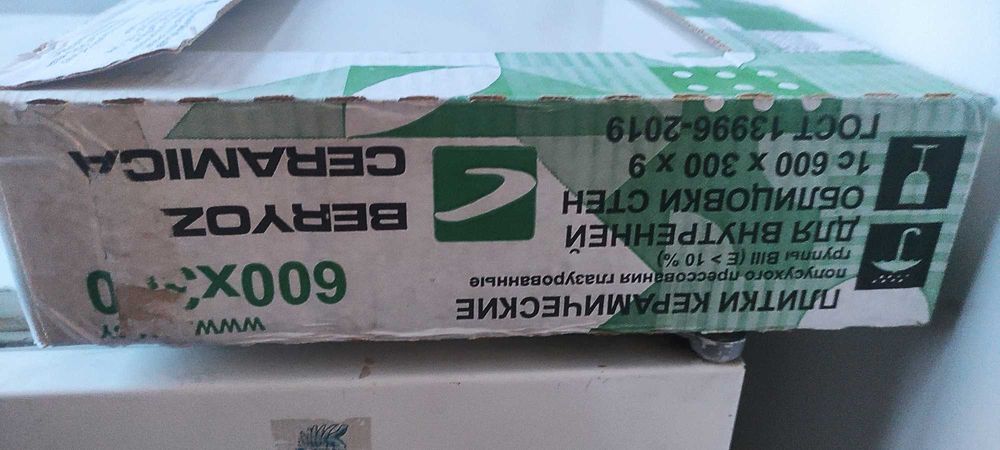 ПЛИТКИ КЕРАМИЧЕСКИЕ
полусухого прессования глазурованные
группы BIII (E > 10 %)
ДЛЯ ВНУТРЕННЕЙ
ОБЛИЦОВКИ СТЕН
1с 600 x 300 x 9
ГОСТ 13996-2019
www
600X
BERYOZ
CERAMICA